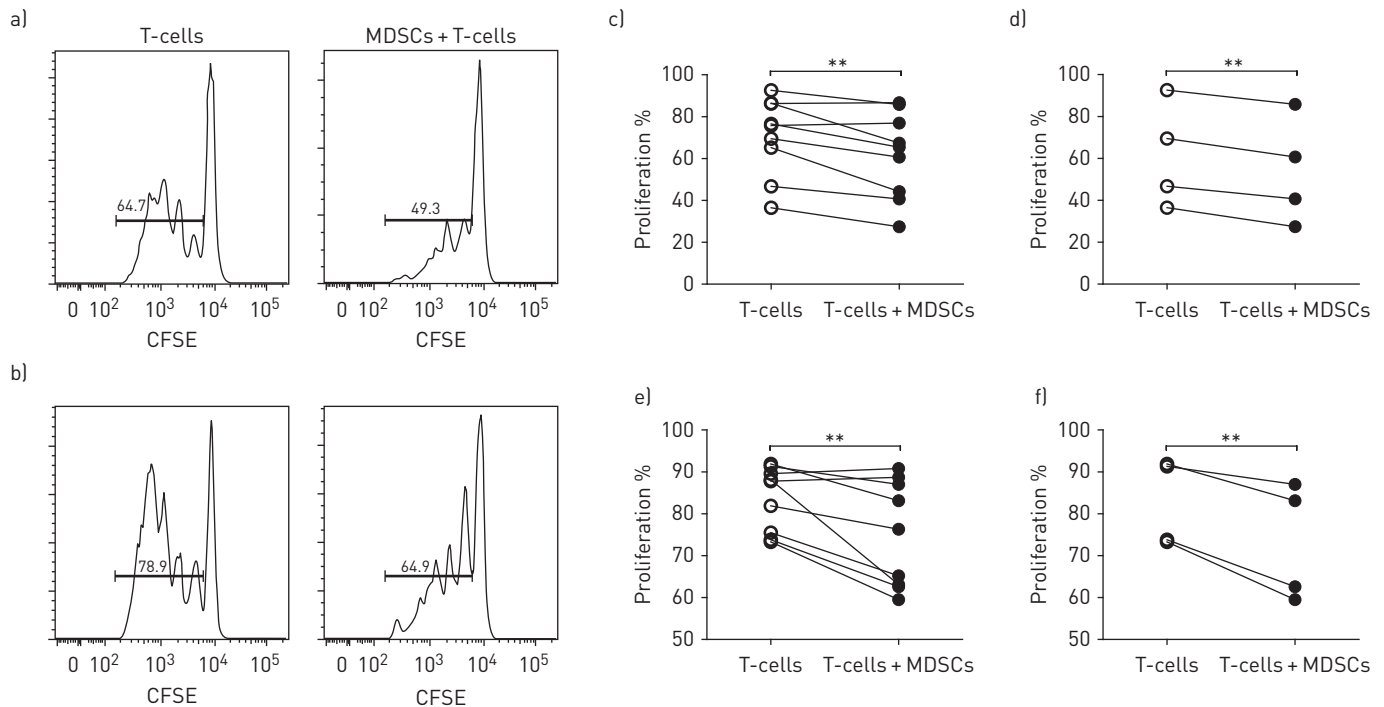 a)
T-cells
MDSCs + T-cells
64.7
49.3
0 10² 10³ 10⁴ 10⁵
CFSE
0 10² 10³ 10⁴ 10⁵
CFSE
b)
78.9
64.9
0 10² 10³ 10⁴ 10⁵
CFSE
0 10² 10³ 10⁴ 10⁵
CFSE
c)
**
Proliferation %
100
80
60
40
20
0
T-cells
T-cells + MDSCs
d)
**
Proliferation %
100
80
60
40
20
0
T-cells
T-cells + MDSCs
e)
**
Proliferation %
100
90
80
70
60
50
T-cells
T-cells + MDSCs
f)
**
Proliferation %
100
90
80
70
60
50
T-cells
T-cells + MDSCs